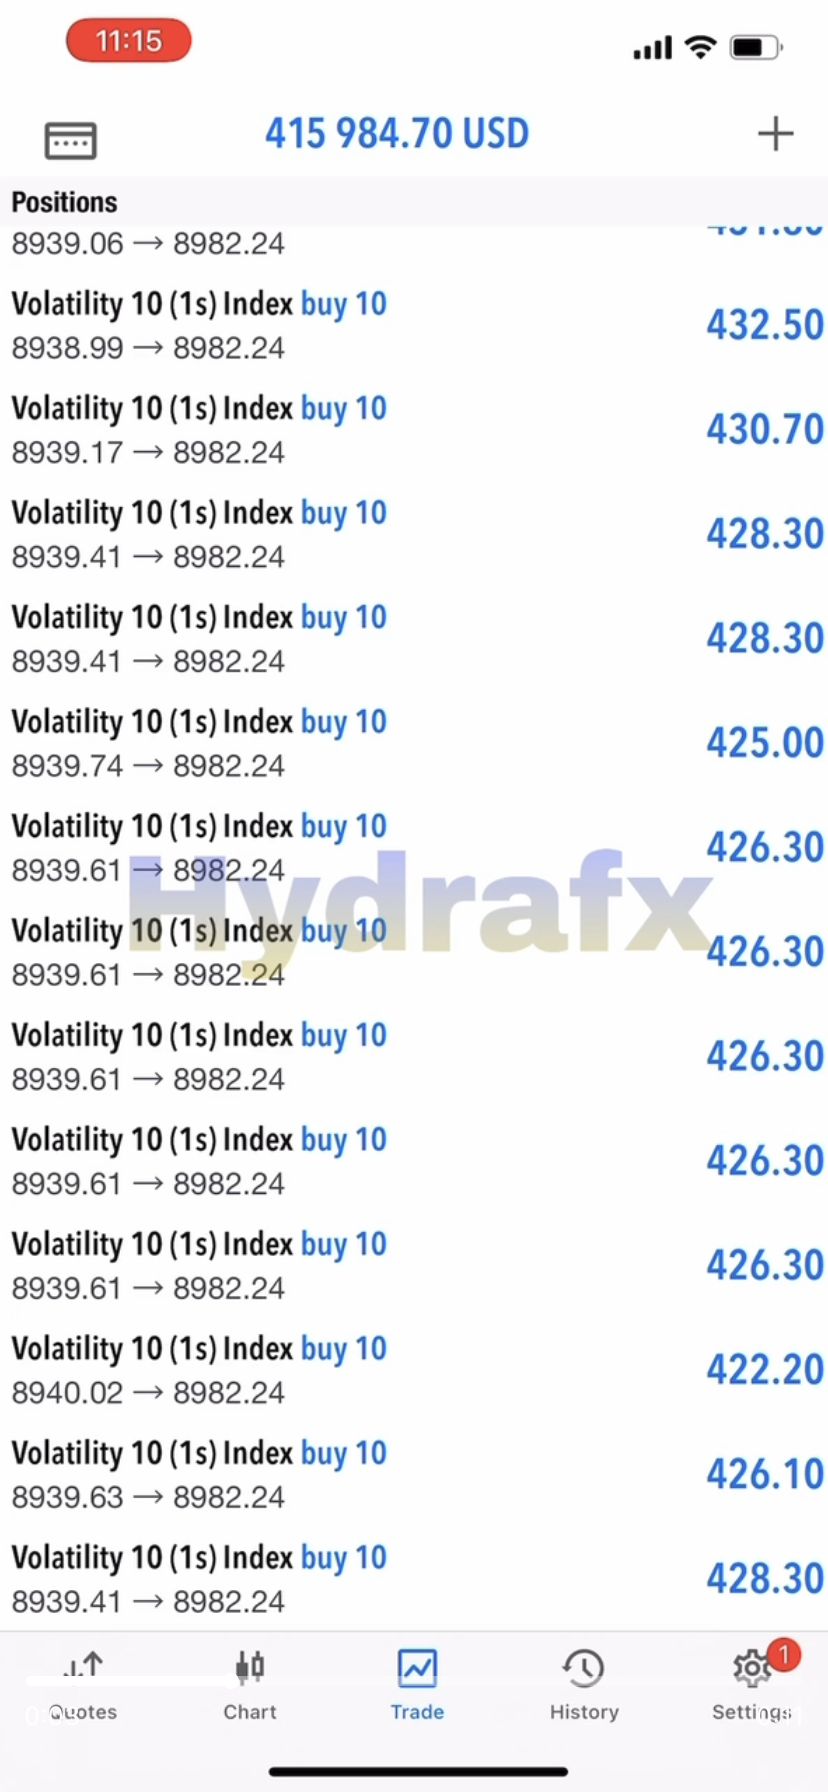 11:15
415 984.70 USD
Positions
8939.06 → 8982.24
Volatility 10 (1s) Index buy 10
432.50
8938.99 → 8982.24
Volatility 10 (1s) Index buy 10
430.70
8939.17 → 8982.24
Volatility 10 (1s) Index buy 10
428.30
8939.41 → 8982.24
Volatility 10 (1s) Index buy 10
428.30
8939.41 → 8982.24
Volatility 10 (1s) Index buy 10
425.00
8939.74 → 8982.24
Volatility 10 (1s) Index buy 10
426.30
8939.61 → 8982.24
Hydrafx
Volatility 10 (1s) Index buy 10
426.30
8939.61 → 8982.24
Volatility 10 (1s) Index buy 10
426.30
8939.61 → 8982.24
Volatility 10 (1s) Index buy 10
426.30
8939.61 → 8982.24
Volatility 10 (1s) Index buy 10
426.30
8939.61 → 8982.24
Volatility 10 (1s) Index buy 10
422.20
8940.02 → 8982.24
Volatility 10 (1s) Index buy 10
426.10
8939.63 → 8982.24
Volatility 10 (1s) Index buy 10
428.30
8939.41 → 8982.24
1
Quotes Chart Trade History Settings